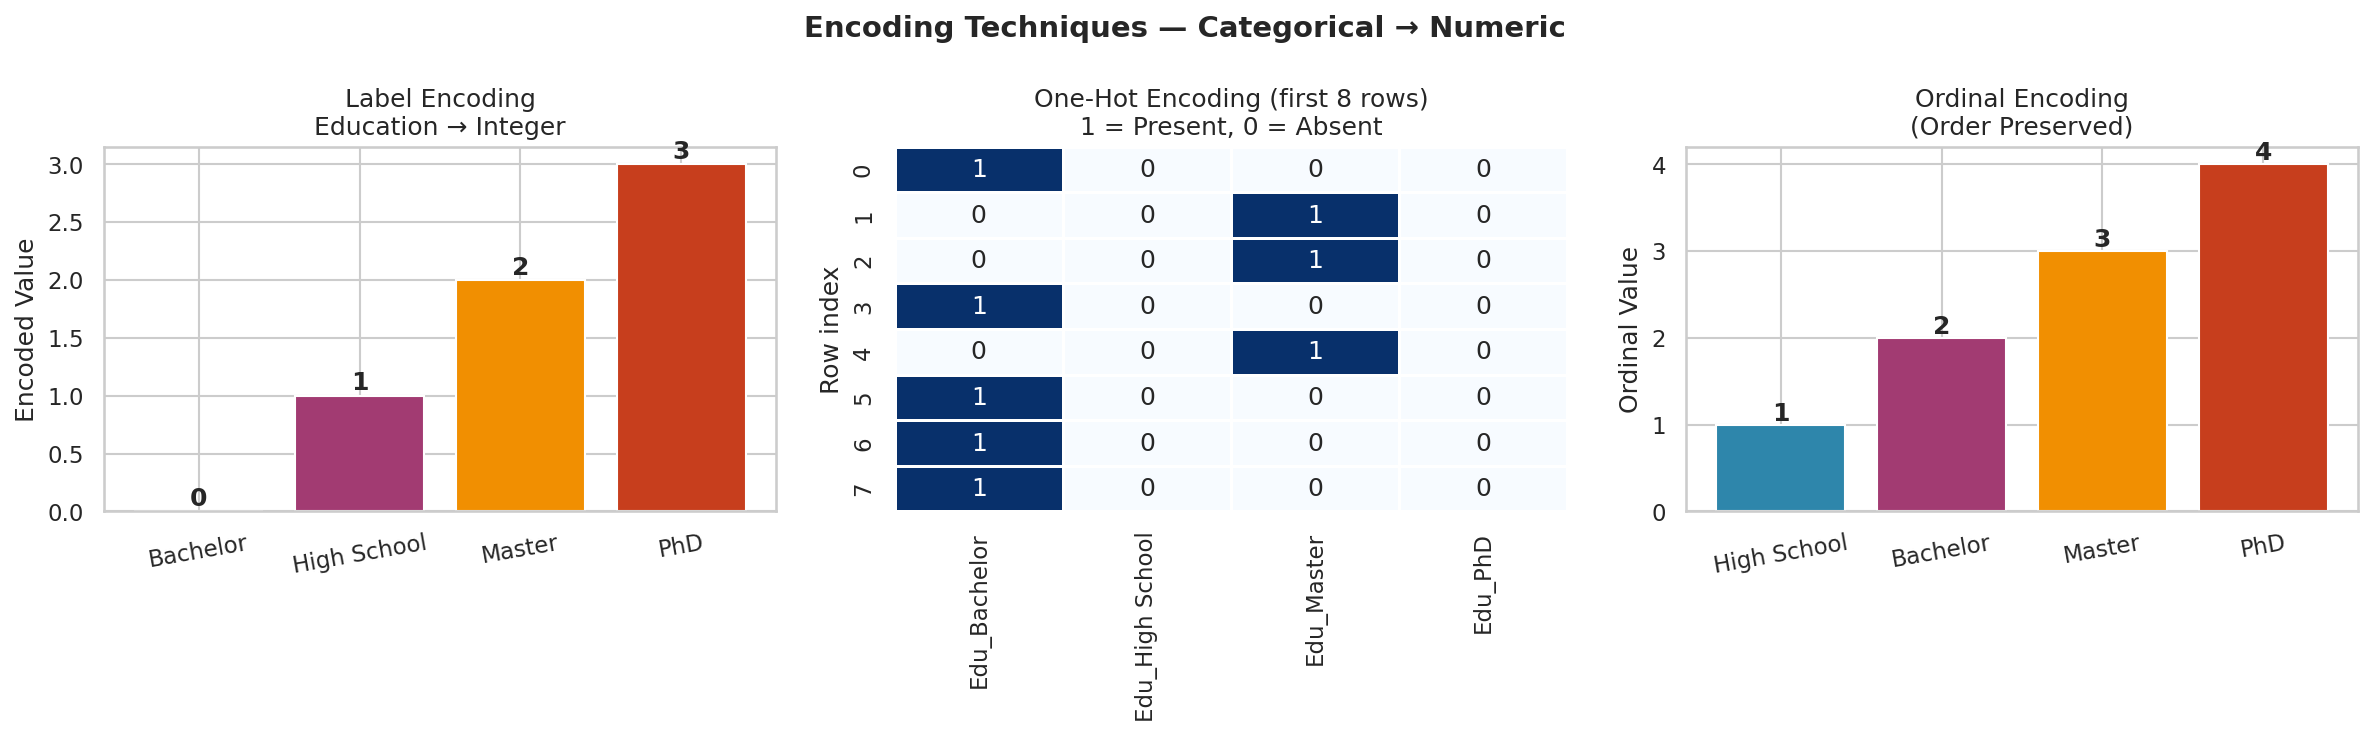 Encoding Techniques — Categorical → Numeric
Label Encoding
Education → Integer
Encoded Value
3.0
2.5
2.0
1.5
1.0
0.5
0.0
0
1
2
3
Bachelor
High School
Master
PhD
One-Hot Encoding (first 8 rows)
1 = Present, 0 = Absent
Row index
0 1 0 0 0
1 0 0 1 0
2 0 0 1 0
3 1 0 0 0
4 0 0 1 0
5 1 0 0 0
6 1 0 0 0
7 1 0 0 0
Edu_Bachelor
Edu_High School
Edu_Master
Edu_PhD
Ordinal Encoding
(Order Preserved)
Ordinal Value
4
3
2
1
0
1
2
3
4
High School
Bachelor
Master
PhD